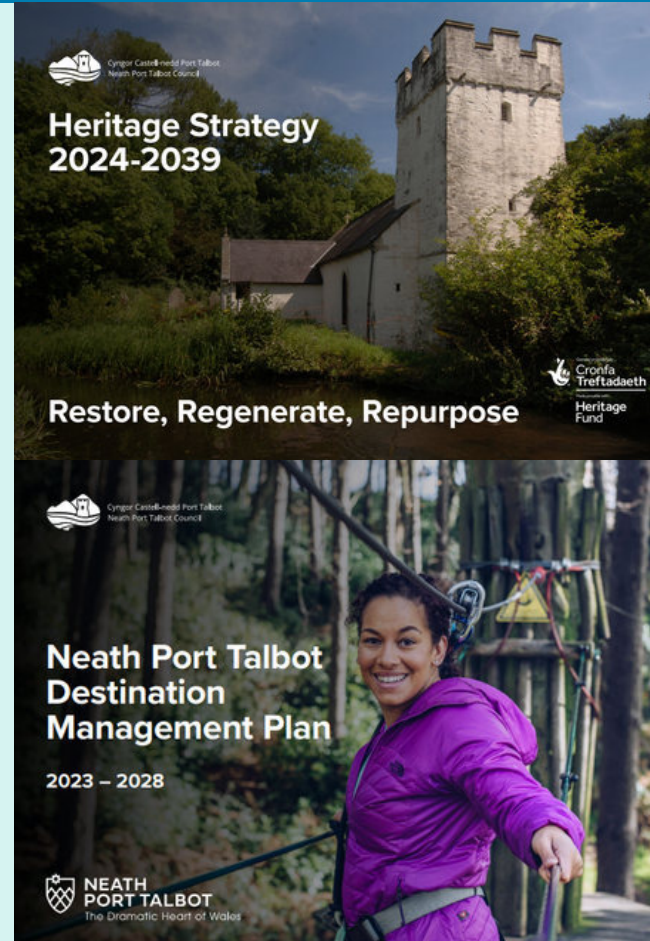 Cyngor Castell-nedd Port Talbot
Neath Port Talbot Council
Heritage Strategy
2024-2039
Cronfa
Treftadaeth
Heritage
Fund
Restore, Regenerate, Repurpose
Cyngor Castell-nedd Port Talbot
Neath Port Talbot Council
Neath Port Talbot
Destination
Management Plan
2023 – 2028
NEATH
PORT TALBOT
The Dramatic Heart of Wales